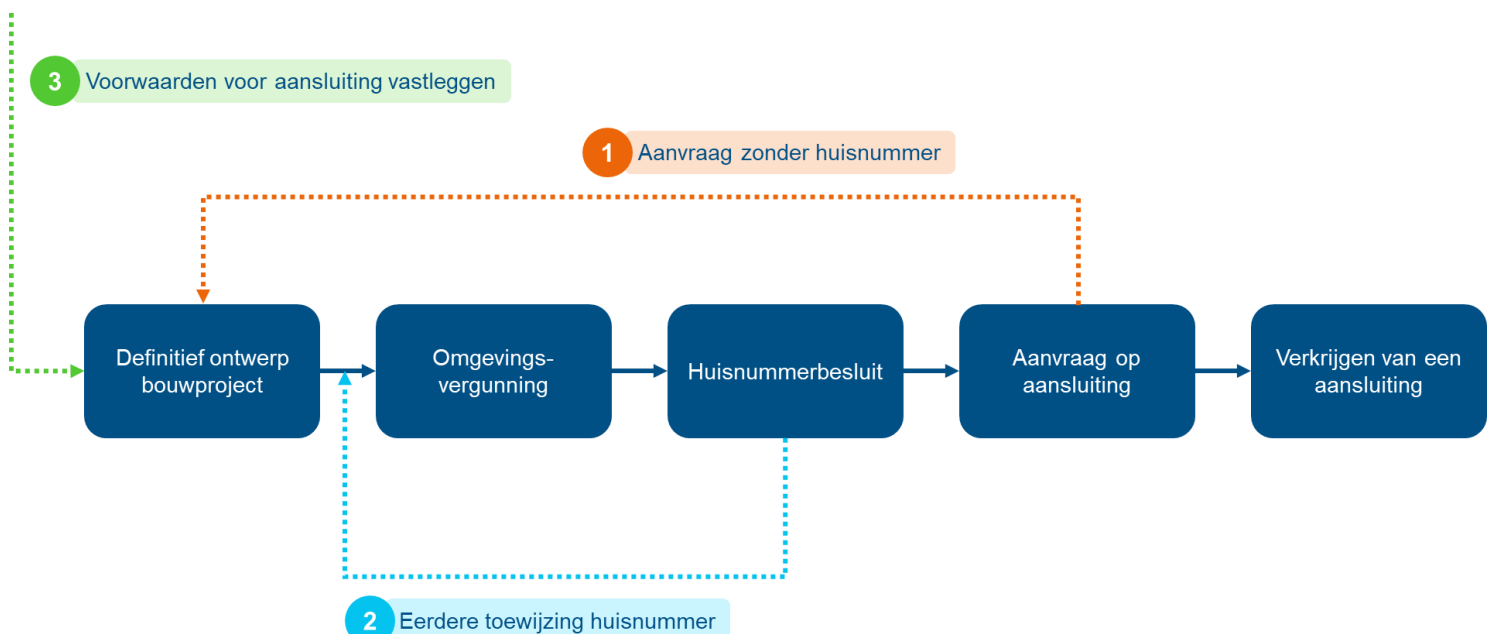 3 Voorwaarden voor aansluiting vastleggen
1 Aanvraag zonder huisnummer
Definitief ontwerp
bouwproject
Omgevings-
vergunning
Huisnummerbesluit
Aanvraag op
aansluiting
Verkrijgen van een
aansluiting
2 Eerdere toewijzing huisnummer